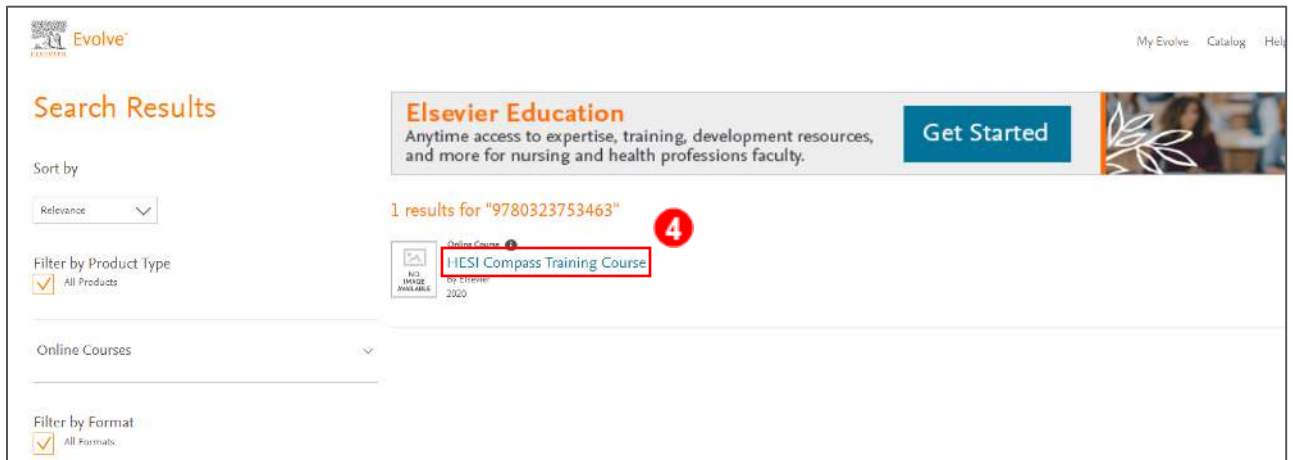 Evolve
My Evolve Catalog Help
Search Results
Elsevier Education
Anytime access to expertise, training, development resources,
and more for nursing and health professions faculty.
Get Started
Sort by
Relevance
1 results for "9780323753463"
4
Online Course
HESI Compass Training Course
By Elsevier
2020
NO
IMAGE
AVAILABLE
Filter by Product Type
All Products
Online Courses
Filter by Format
All Formats